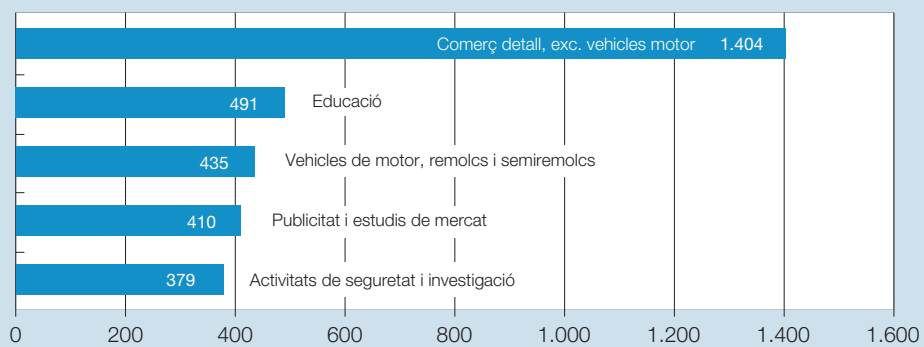 Comerç detall, exc. vehicles motor 1.404
491 Educació
435 Vehicles de motor, remolcs i semiremolcs
410 Publicitat i estudis de mercat
379 Activitats de seguretat i investigació
0 200 400 600 800 1.000 1.200 1.400 1.600